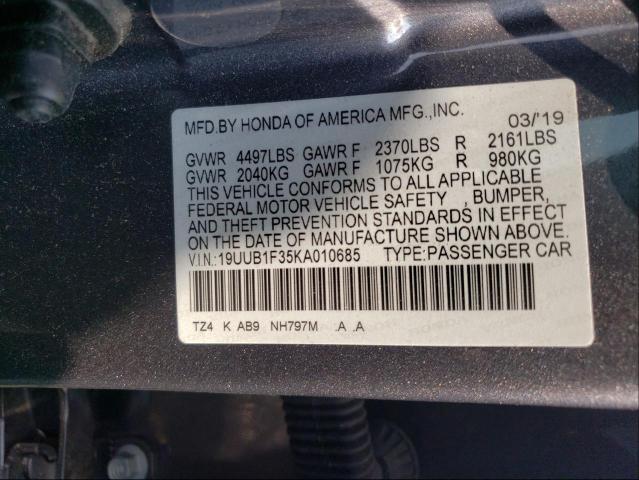 MFD.BY HONDA OF AMERICA MFG.,INC. 03/'19
GVWR 4497LBS GAWR F 2370LBS R 2161LBS
GVWR 2040KG GAWR F 1075KG R 980KG
THIS VEHICLE CONFORMS TO ALL APPLICABLE
FEDERAL MOTOR VEHICLE SAFETY , BUMPER,
AND THEFT PREVENTION STANDARDS IN EFFECT
ON THE DATE OF MANUFACTURE SHOWN ABOVE.
V.I.N.:19UUB1F35KA010685 TYPE:PASSENGER CAR
TZ4 K AB9 NH797M .A .A